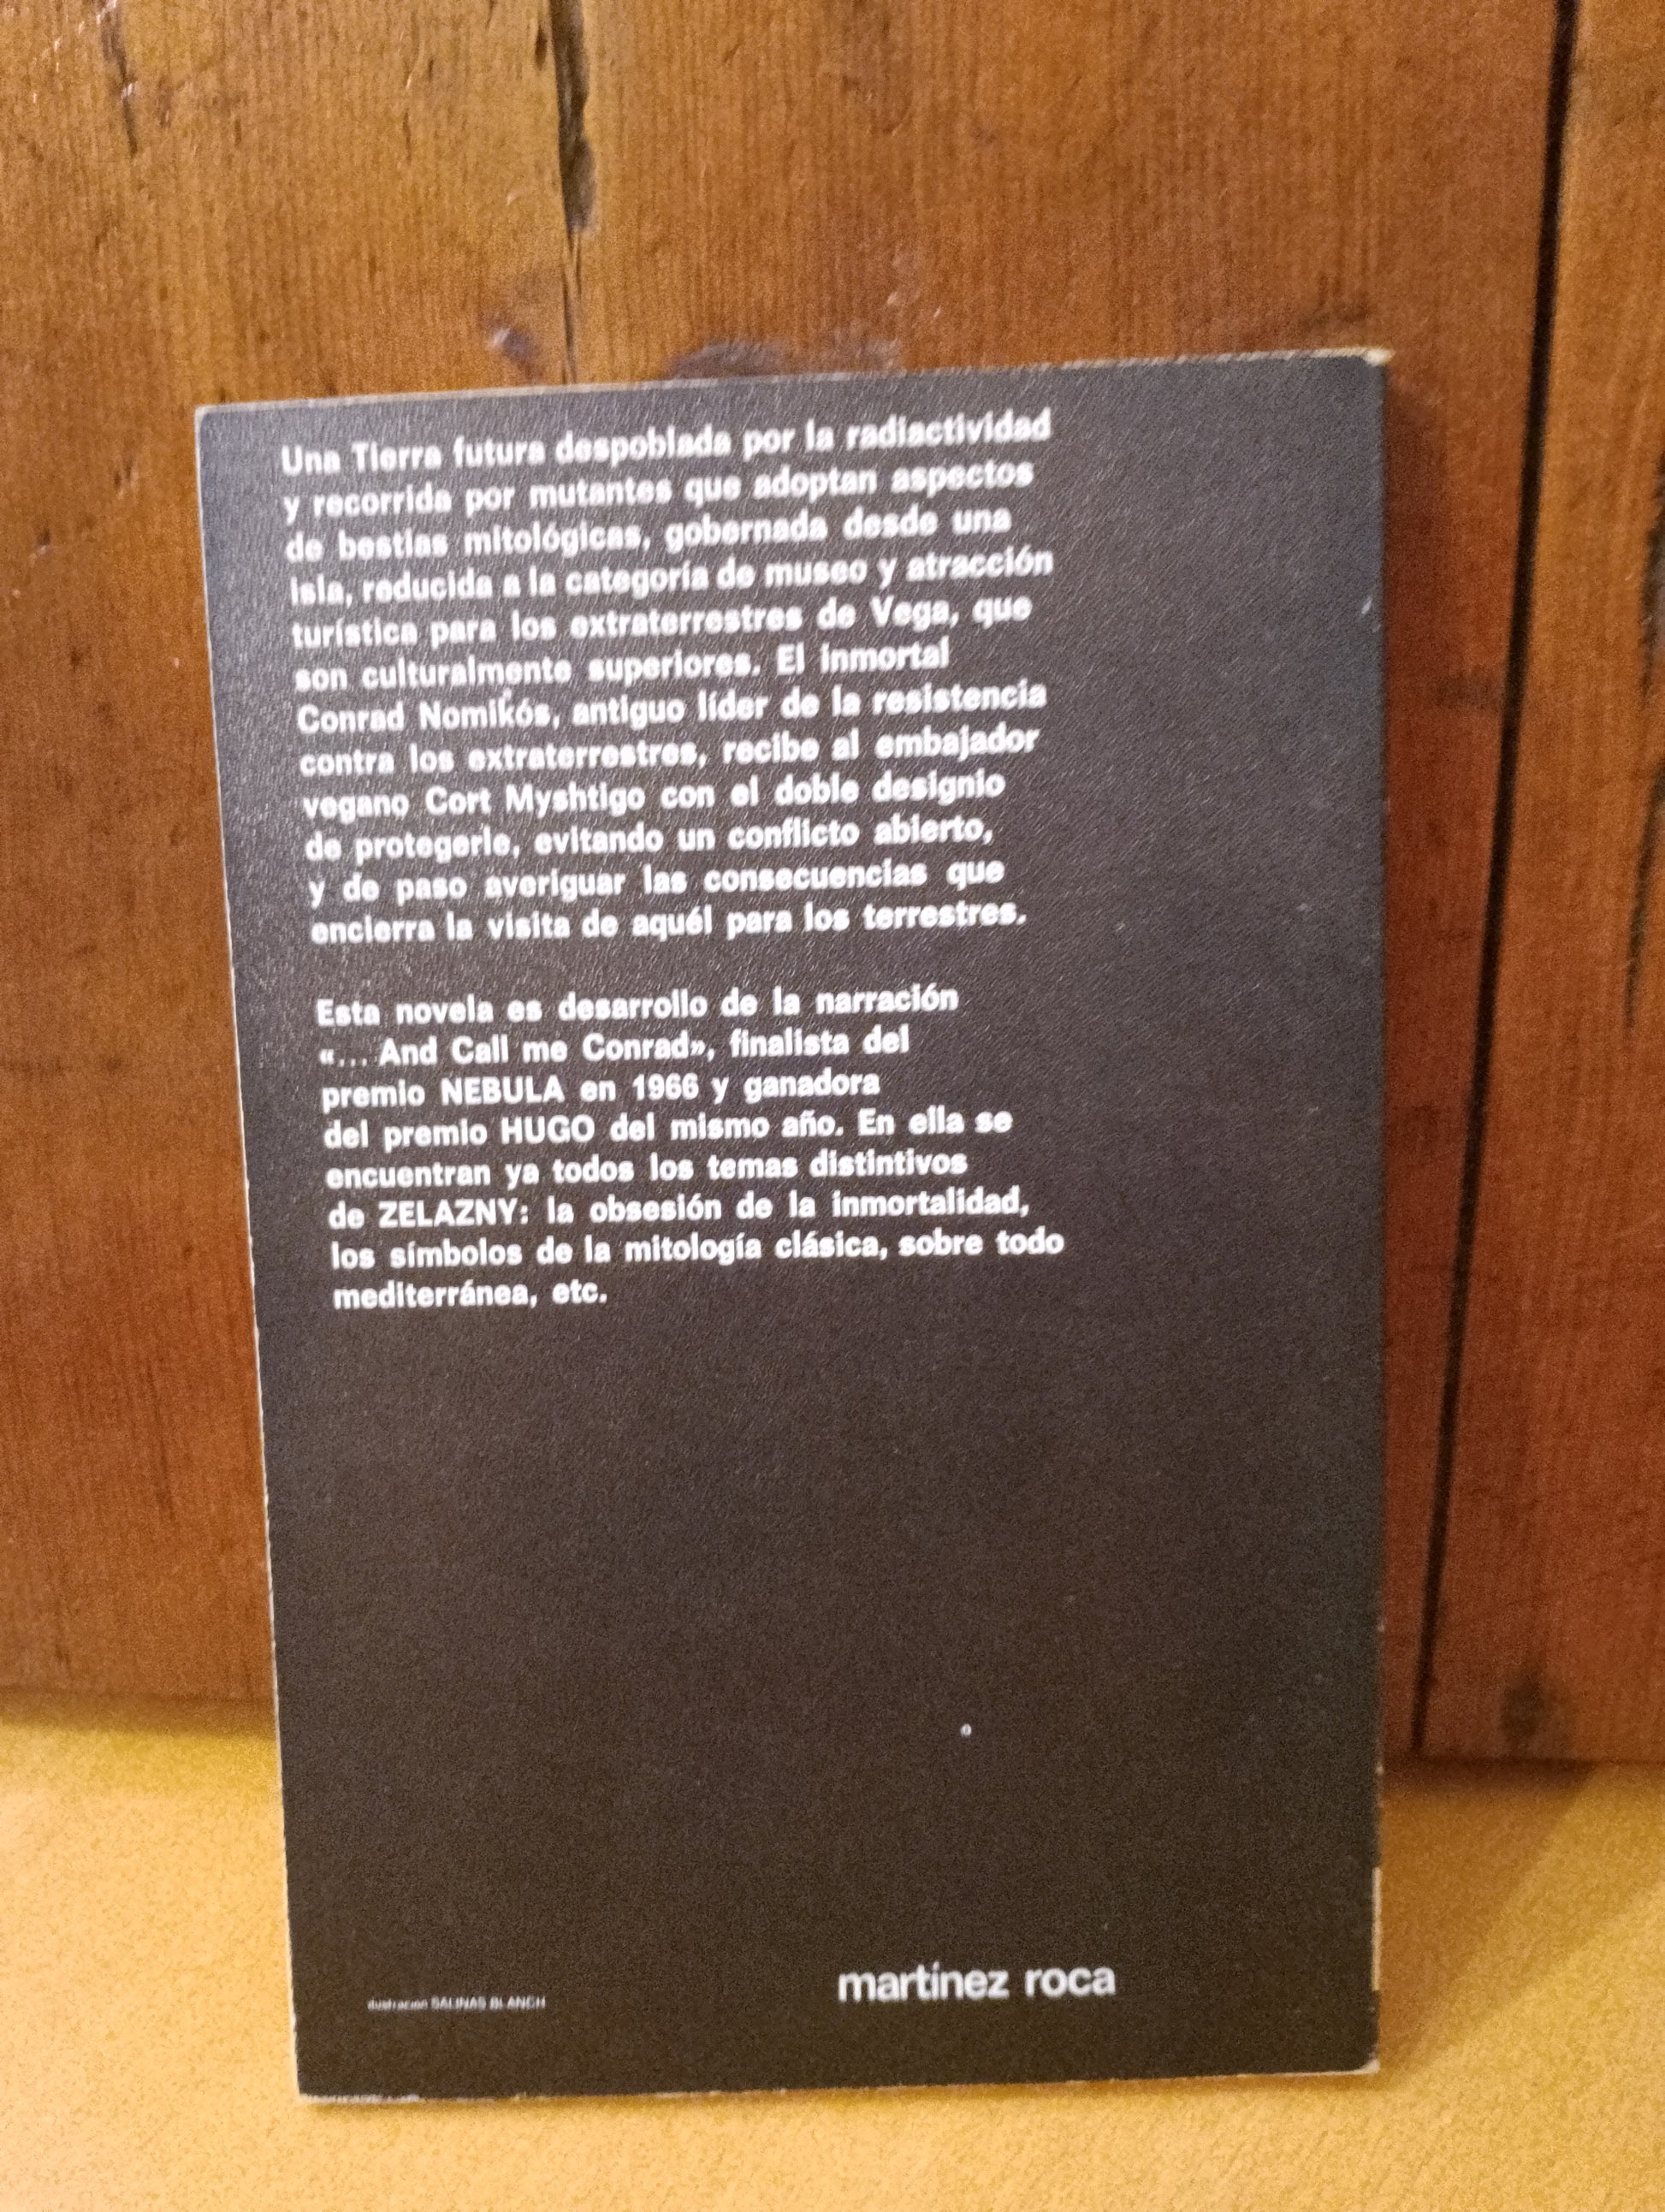 Una Tierra futura despoblada por la radiactividad
y recorrida por mutantes que adoptan aspectos
de bestias mitológicas, gobernada desde una
isla, reducida a la categoría de museo y atracción
turística para los extraterrestres de Vega, que
son culturalmente superiores. El inmortal
Conrad Nomikós, antiguo líder de la resistencia
contra los extraterrestres, recibe al embajador
vegano Cort Myshtigo con el doble designio
de protegerle, evitando un conflicto abierto,
y de paso averiguar las consecuencias que
encierra la visita de aquél para los terrestres.
Esta novela es desarrollo de la narración
«... And Call me Conrad», finalista del
premio NEBULA en 1966 y ganadora
del premio HUGO del mismo año. En ella se
encuentran ya todos los temas distintivos
de ZELAZNY: la obsesión de la inmortalidad,
los símbolos de la mitología clásica, sobre todo
mediterránea, etc.
ilustración SALINAS BLANCH
martínez roca